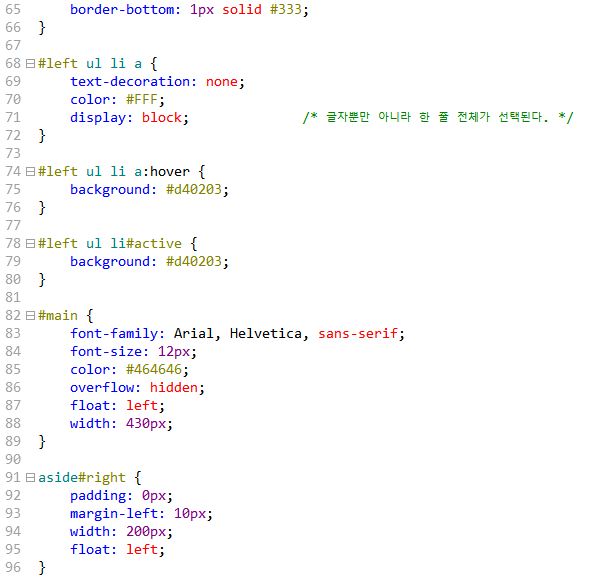 65 border-bottom: 1px solid #333;
66 }
67
68 #left ul li a {
69 text-decoration: none;
70 color: #FFF;
71 display: block; /* 글자뿐만 아니라 한 줄 전체가 선택된다. */
72 }
73
74 #left ul li a:hover {
75 background: #d40203;
76 }
77
78 #left ul li#active {
79 background: #d40203;
80 }
81
82 #main {
83 font-family: Arial, Helvetica, sans-serif;
84 font-size: 12px;
85 color: #464646;
86 overflow: hidden;
87 float: left;
88 width: 430px;
89 }
90
91 aside#right {
92 padding: 0px;
93 margin-left: 10px;
94 width: 200px;
95 float: left;
96 }